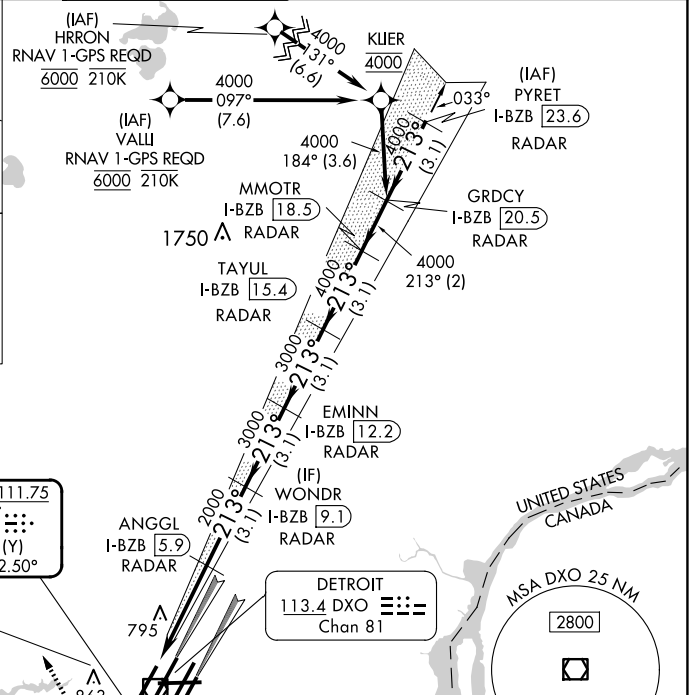 (IAF)
HRRON
RNAV 1-GPS REQD
6000 210K
4000
131°
(6.6)
KLIER
4000
4000
097°
(7.6)
(IAF)
VALLI
RNAV 1-GPS REQD
6000 210K
033°
(IAF)
PYRET
I-BZB 23.6
RADAR
4000
213°
(3.1)
4000
184° (3.6)
MMOTR
I-BZB 18.5
RADAR
GRDCY
I-BZB 20.5
RADAR
1750
4000
213° (2)
TAYUL
I-BZB 15.4
RADAR
4000
213°
(3.1)
3000
213°
(3.1)
EMINN
I-BZB 12.2
RADAR
3000
213°
(3.1)
(IF)
WONDR
I-BZB 9.1
RADAR
2000
213°
(3.1)
ANGGL
I-BZB 5.9
RADAR
111.75
(Y)
2.50°
UNITED STATES
CANADA
DETROIT
113.4 DXO
Chan 81
795
MSA DXO 25 NM
2800